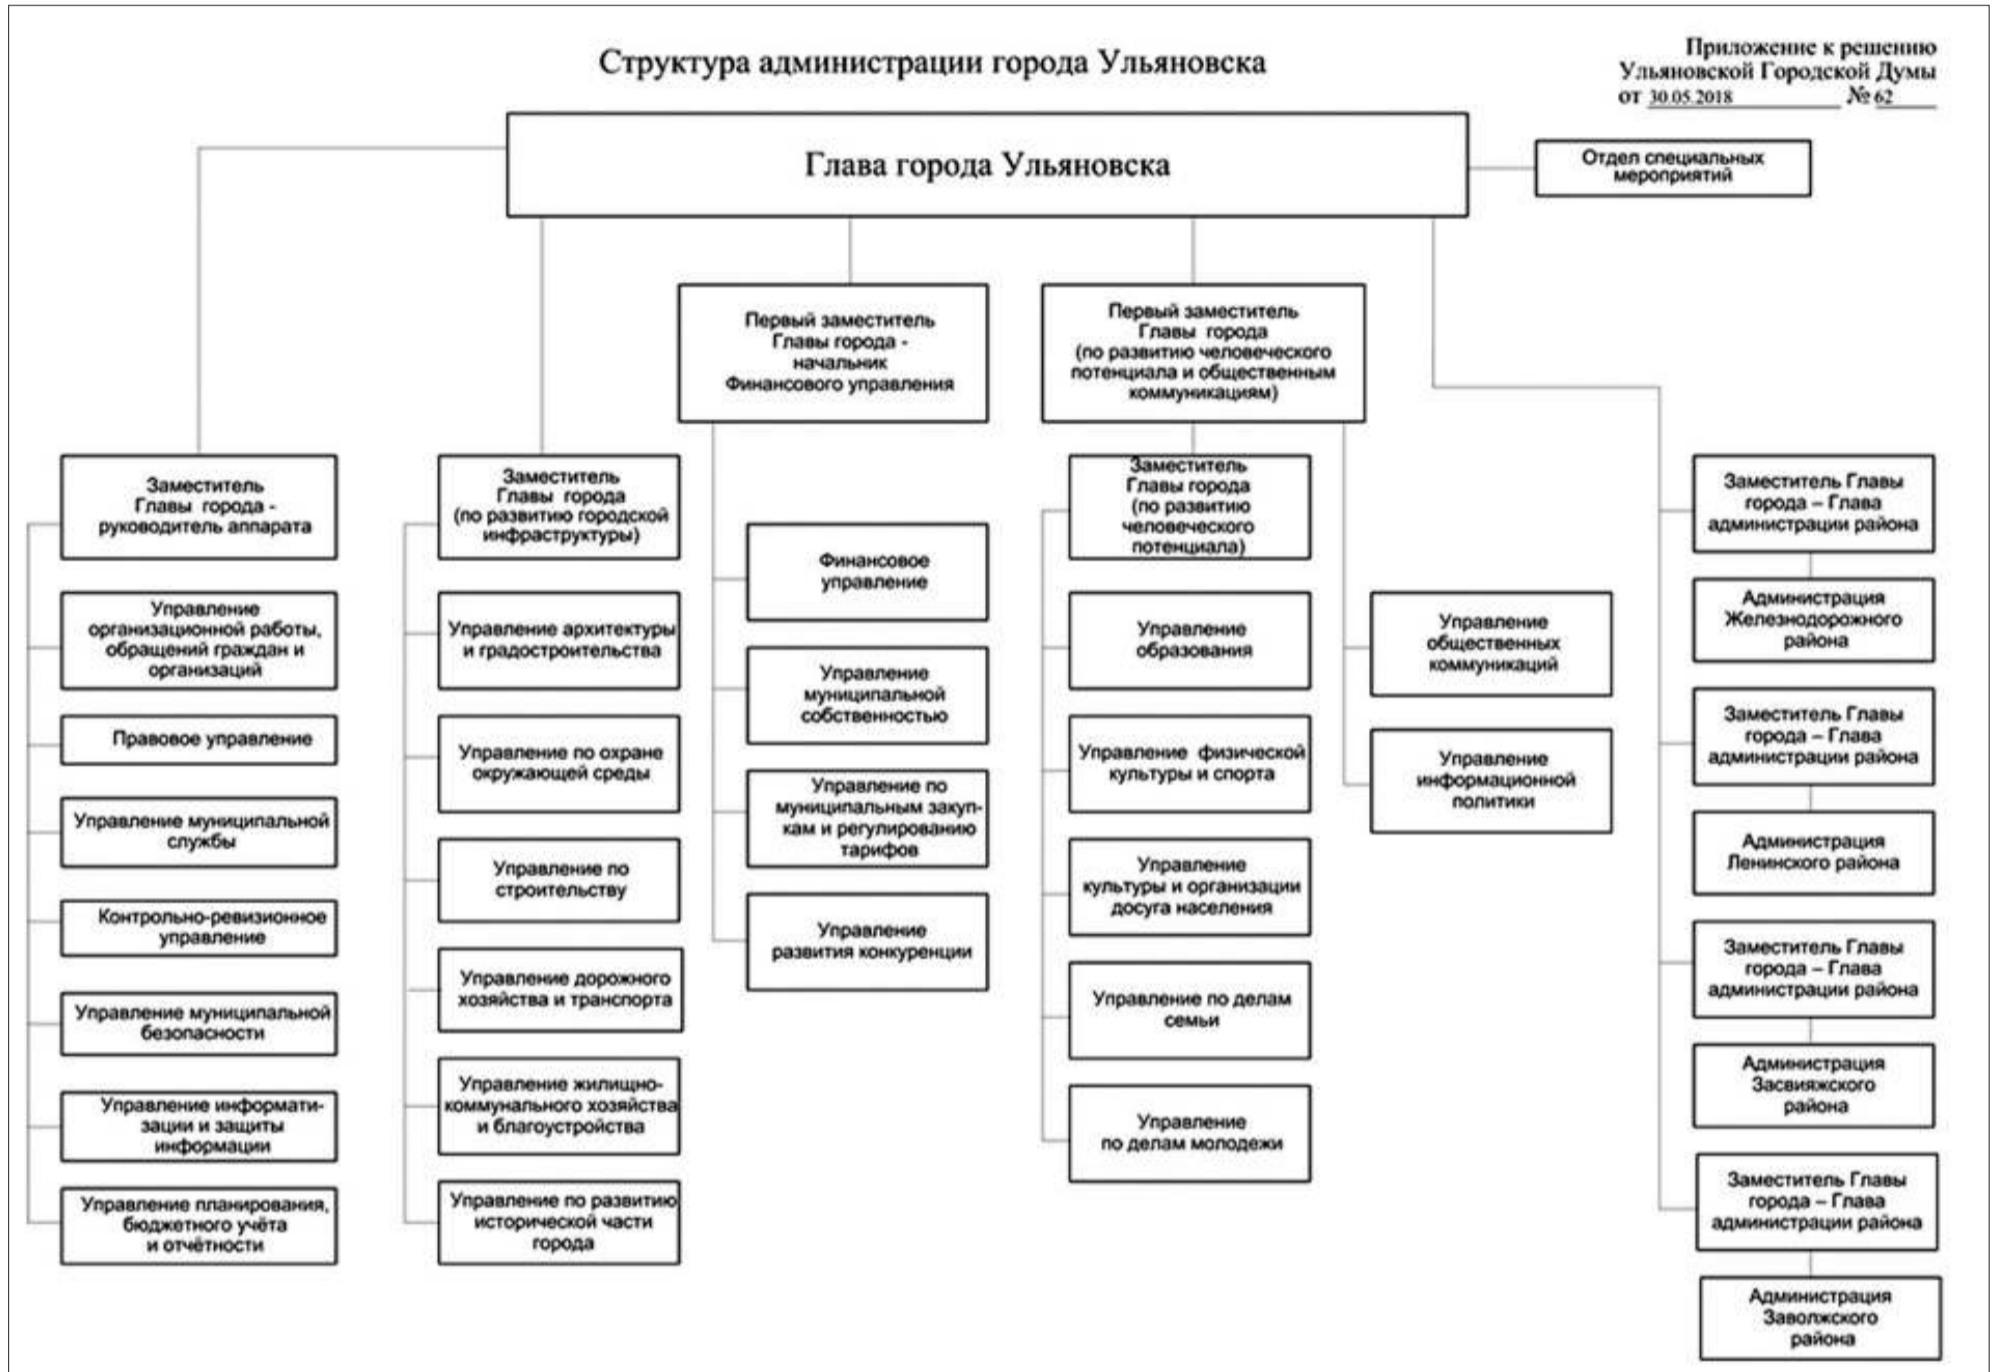 Структура администрации города Ульяновска
Приложение к решению
Ульяновской Городской Думы
от 30.05.2018 № 62
Глава города Ульяновска
Отдел специальных
мероприятий
Заместитель
Главы города -
руководитель аппарата
Управление
организационной работы,
обращений граждан и
организаций
Правовое управление
Управление муниципальной
службы
Контрольно-ревизионное
управление
Управление муниципальной
безопасности
Управление информати-
зации и защиты
информации
Управление планирования,
бюджетного учёта
и отчётности
Заместитель
Главы города
(по развитию городской
инфраструктуры)
Управление архитектуры
и градостроительства
Управление по охране
окружающей среды
Управление по
строительству
Управление дорожного
хозяйства и транспорта
Управление жилищно-
коммунального хозяйства
и благоустройства
Управление по развитию
исторической части
города
Первый заместитель
Главы города -
начальник
Финансового управления
Финансовое
управление
Управление
муниципальной
собственностью
Управление по
муниципальным закуп-
кам и регулированию
тарифов
Управление
развития конкуренции
Первый заместитель
Главы города
(по развитию человеческого
потенциала и общественным
коммуникациям)
Заместитель
Главы города
(по развитию
человеческого
потенциала)
Управление
образования
Управление физической
культуры и спорта
Управление
культуры и организации
досуга населения
Управление по делам
семьи
Управление
по делам молодежи
Управление
общественных
коммуникаций
Управление
информационной
политики
Заместитель Главы
города – Глава
администрации района
Администрация
Железнодорожного
района
Заместитель Главы
города – Глава
администрации района
Администрация
Ленинского района
Заместитель Главы
города – Глава
администрации района
Администрация
Засвияжского
района
Заместитель Главы
города – Глава
администрации района
Администрация
Заволжского
района